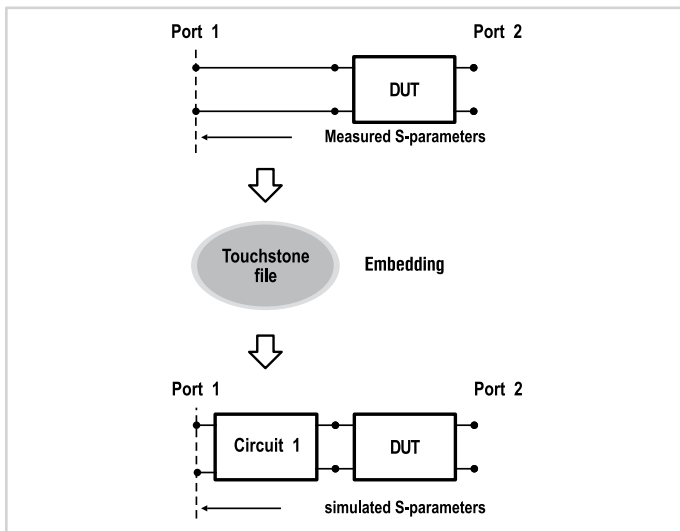 Port 1 Port 2
DUT
Measured S-parameters
Touchstone
file
Embedding
Port 1 Port 2
Circuit 1 DUT
simulated S-parameters